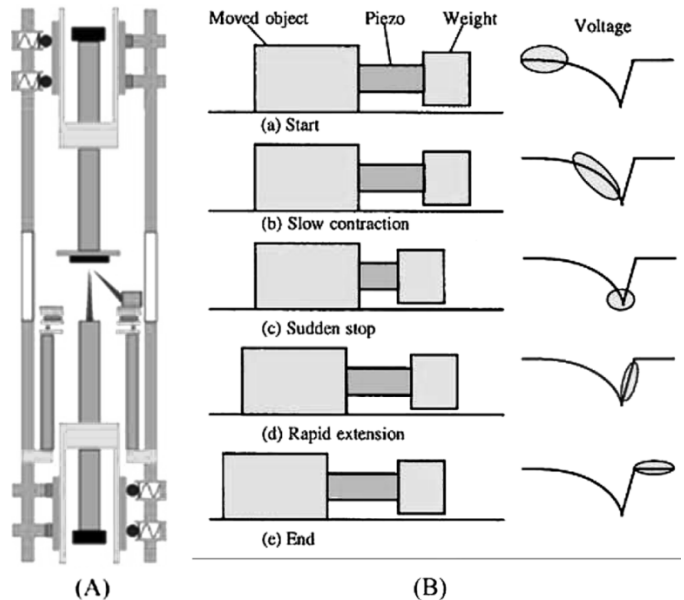 Moved object Piezo Weight
Voltage
(a) Start
(b) Slow contraction
(c) Sudden stop
(d) Rapid extension
(e) End
(A) (B)